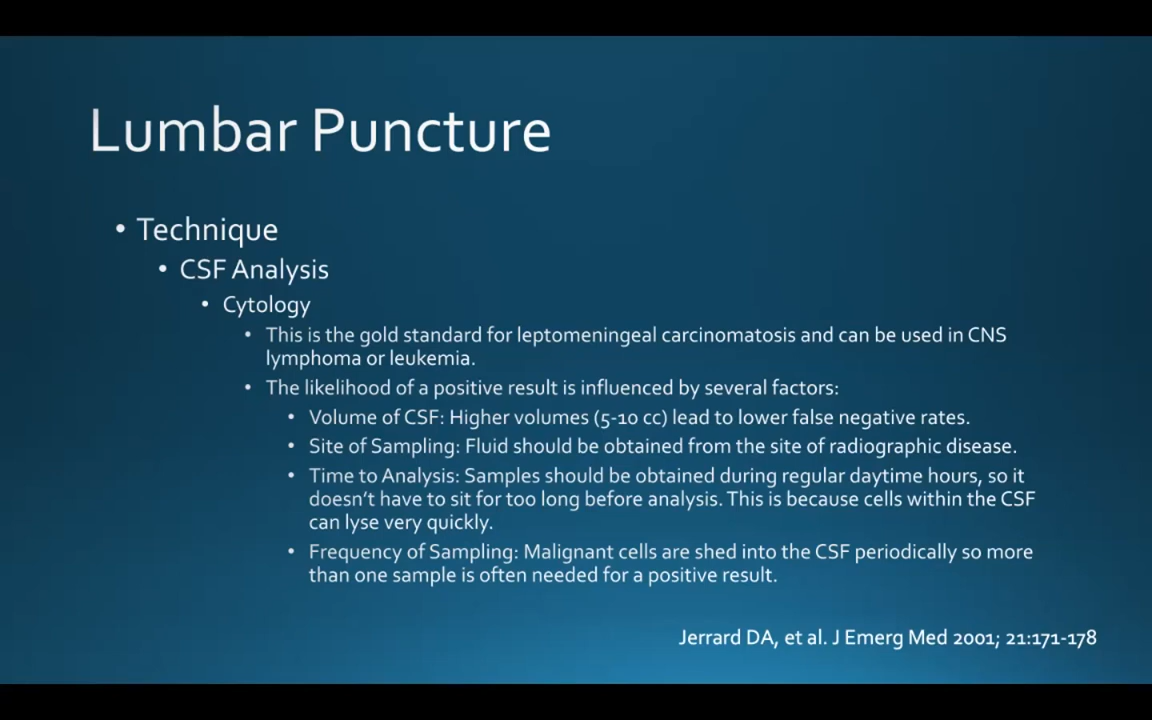 Lumbar Puncture
• Technique
• CSF Analysis
• Cytology
• This is the gold standard for leptomeningeal carcinomatosis and can be used in CNS
lymphoma or leukemia.
• The likelihood of a positive result is influenced by several factors:
• Volume of CSF: Higher volumes (5-10 cc) lead to lower false negative rates.
• Site of Sampling: Fluid should be obtained from the site of radiographic disease.
• Time to Analysis: Samples should be obtained during regular daytime hours, so it
doesn't have to sit for too long before analysis. This is because cells within the CSF
can lyse very quickly.
• Frequency of Sampling: Malignant cells are shed into the CSF periodically so more
than one sample is often needed for a positive result.
Jerrard DA, et al. J Emerg Med 2001; 21:171-178